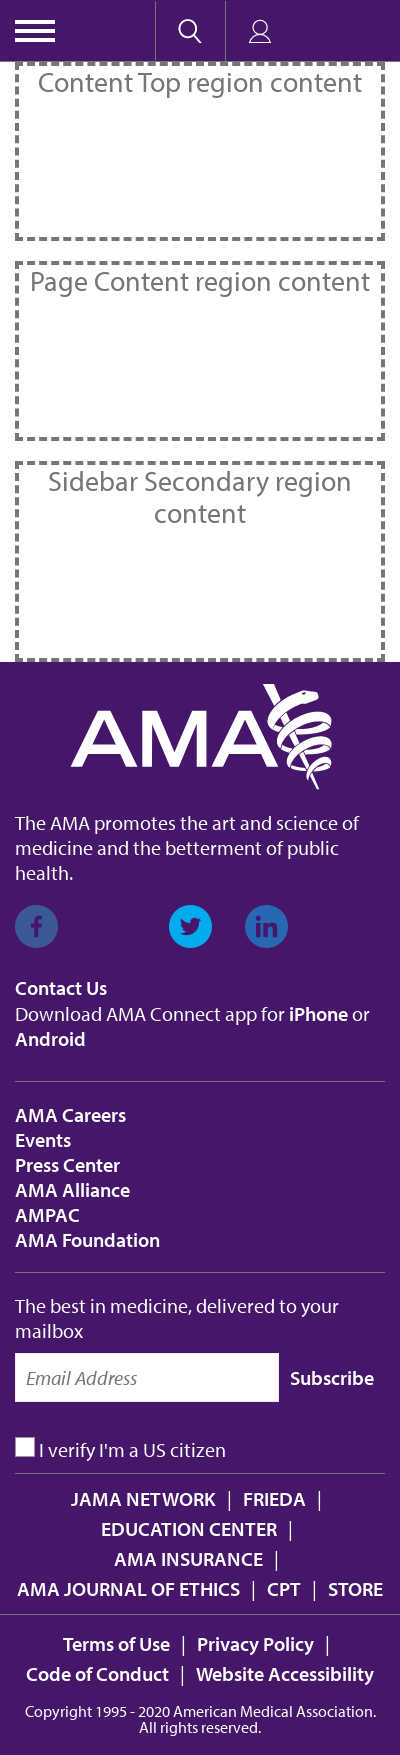 Content Top region content
Page Content region content
Sidebar Secondary region
content
AMA
The AMA promotes the art and science of
medicine and the betterment of public
health.
Contact Us
Download AMA Connect app for iPhone or
Android
AMA Careers
Events
Press Center
AMA Alliance
AMPAC
AMA Foundation
The best in medicine, delivered to your
mailbox
Email Address
Subscribe
I verify I'm a US citizen
JAMA NETWORK | FRIEDA |
EDUCATION CENTER |
AMA INSURANCE |
AMA JOURNAL OF ETHICS | CPT | STORE
Terms of Use | Privacy Policy |
Code of Conduct | Website Accessibility
Copyright 1995 - 2020 American Medical Association.
All rights reserved.